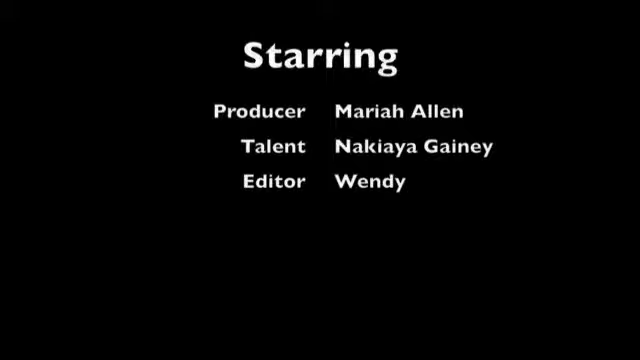 Starring
Producer Mariah Allen
Talent Nakiaya Gainey
Editor Wendy